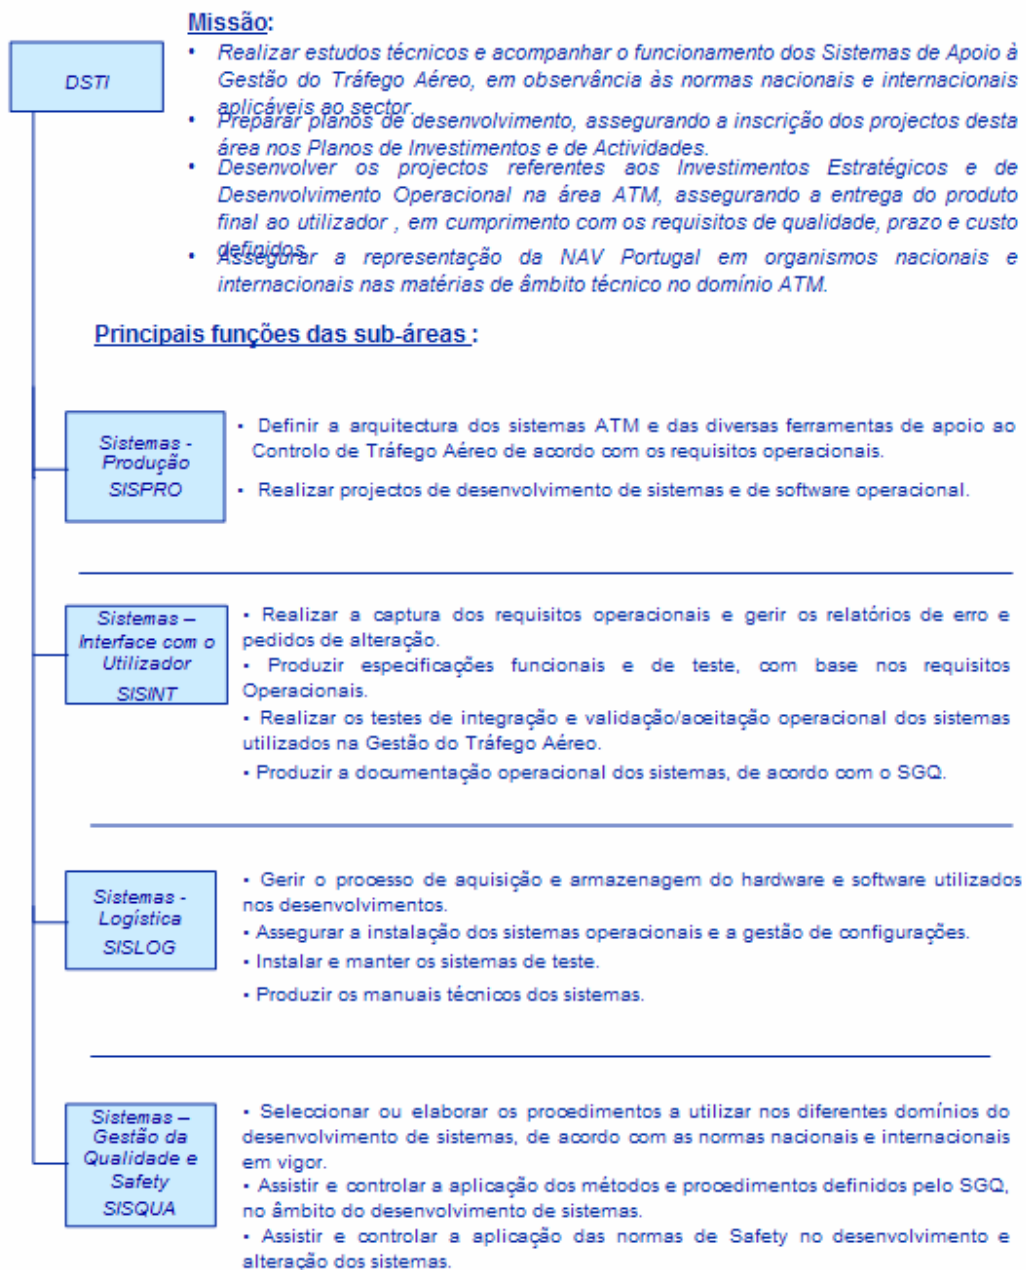 Missão:
DSTI
• Realizar estudos técnicos e acompanhar o funcionamento dos Sistemas de Apoio à
Gestão do Tráfego Aéreo, em observância às normas nacionais e internacionais
aplicáveis ao sector.
• Preparar planos de desenvolvimento, assegurando a inscrição dos projectos desta
área nos Planos de Investimentos e de Actividades.
• Desenvolver os projectos referentes aos Investimentos Estratégicos e de
Desenvolvimento Operacional na área ATM, assegurando a entrega do produto
final ao utilizador , em cumprimento com os requisitos de qualidade, prazo e custo
definidos.
• Assegurar a representação da NAV Portugal em organismos nacionais e
internacionais nas matérias de âmbito técnico no domínio ATM.
Principais funções das sub-áreas :
Sistemas -
Produção
SISPRO
• Definir a arquitectura dos sistemas ATM e das diversas ferramentas de apoio ao
Controlo de Tráfego Aéreo de acordo com os requisitos operacionais.
• Realizar projectos de desenvolvimento de sistemas e de software operacional.
Sistemas –
Interface com o
Utilizador
SISINT
• Realizar a captura dos requisitos operacionais e gerir os relatórios de erro e
pedidos de alteração.
• Produzir especificações funcionais e de teste, com base nos requisitos
Operacionais.
• Realizar os testes de integração e validação/aceitação operacional dos sistemas
utilizados na Gestão do Tráfego Aéreo.
• Produzir a documentação operacional dos sistemas, de acordo com o SGQ.
Sistemas -
Logística
SISLOG
• Gerir o processo de aquisição e armazenagem do hardware e software utilizados
nos desenvolvimentos.
• Assegurar a instalação dos sistemas operacionais e a gestão de configurações.
• Instalar e manter os sistemas de teste.
• Produzir os manuais técnicos dos sistemas.
Sistemas –
Gestão da
Qualidade e
Safety
SISQUA
• Seleccionar ou elaborar os procedimentos a utilizar nos diferentes domínios do
desenvolvimento de sistemas, de acordo com as normas nacionais e internacionais
em vigor.
• Assistir e controlar a aplicação dos métodos e procedimentos definidos pelo SGQ,
no âmbito do desenvolvimento de sistemas.
• Assistir e controlar a aplicação das normas de Safety no desenvolvimento e
alteração dos sistemas.